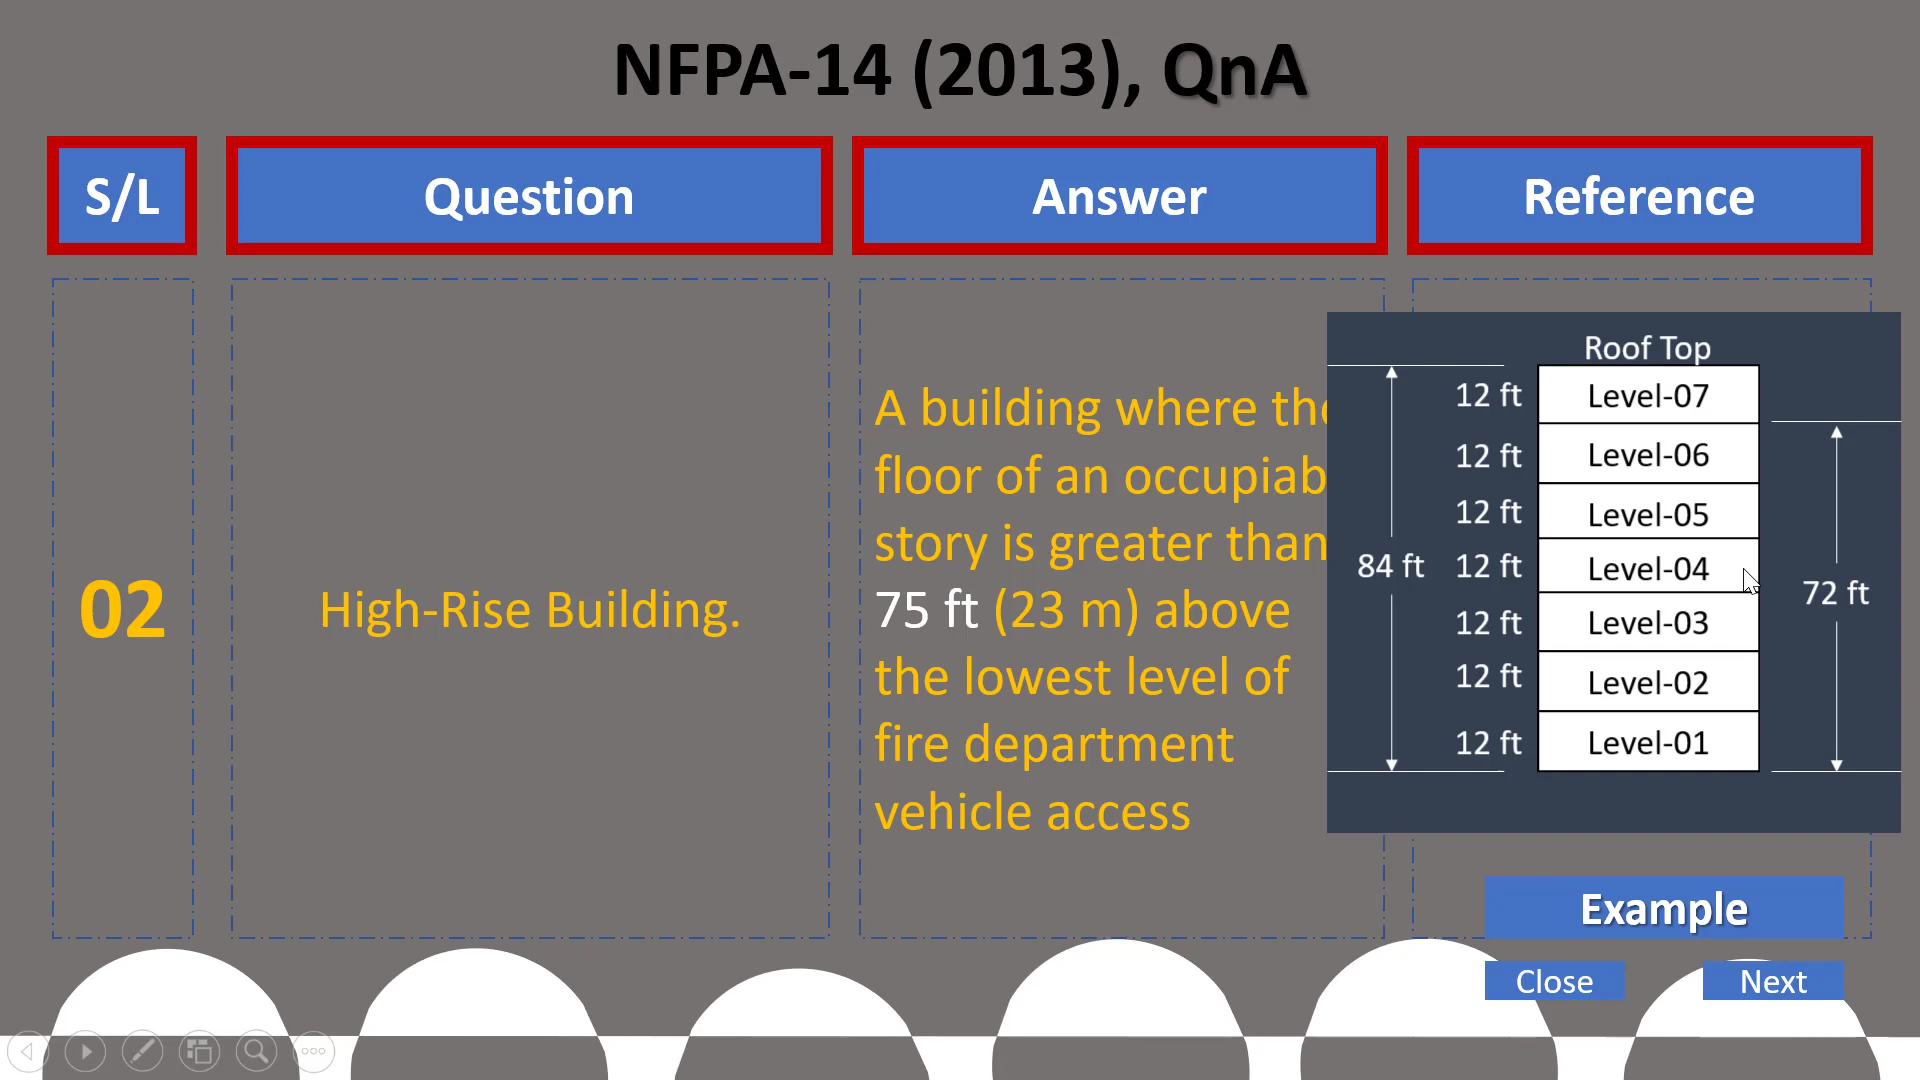 NFPA-14 (2013), QnA
S/L
Question
Answer
Reference
02
High-Rise Building.
A building where the
floor of an occupiab
story is greater than
75 ft (23 m) above
the lowest level of
fire department
vehicle access
Roof Top
12 ft Level-07
12 ft Level-06
12 ft Level-05
84 ft 12 ft Level-04
72 ft
12 ft Level-03
12 ft Level-02
12 ft Level-01
Example
Close
Next